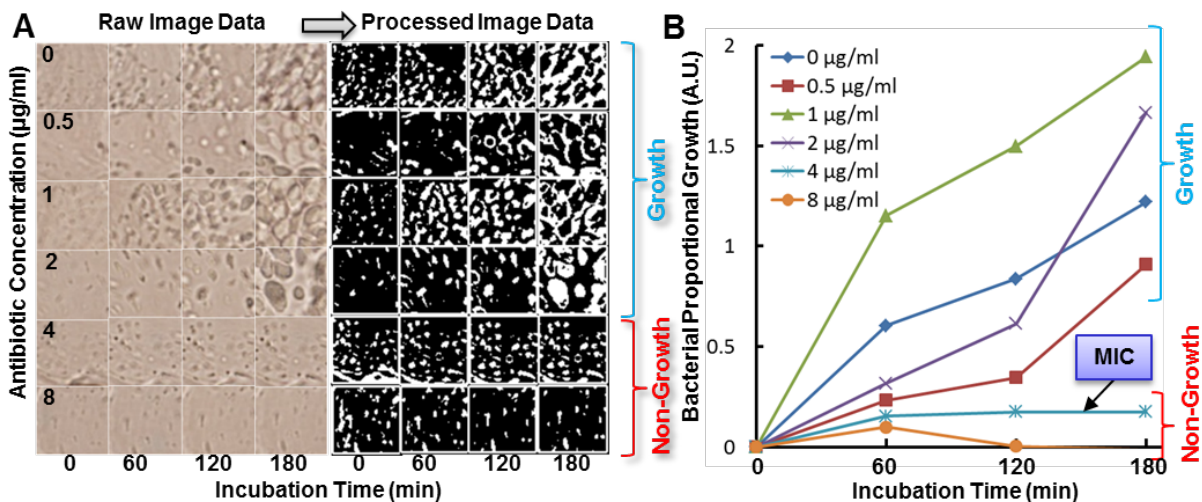 A
Raw Image Data
Processed Image Data
Antibiotic Concentration (µg/ml)
0
0.5
1
2
4
8
Growth
Non-Growth
0 60 120 180 0 60 120 180
Incubation Time (min)
B
Bacterial Proportional Growth (A.U.)
2
1.5
1
0.5
0
0 µg/ml
0.5 µg/ml
1 µg/ml
2 µg/ml
4 µg/ml
8 µg/ml
MIC
Growth
Non-Growth
0 60 120 180
Incubation Time (min)